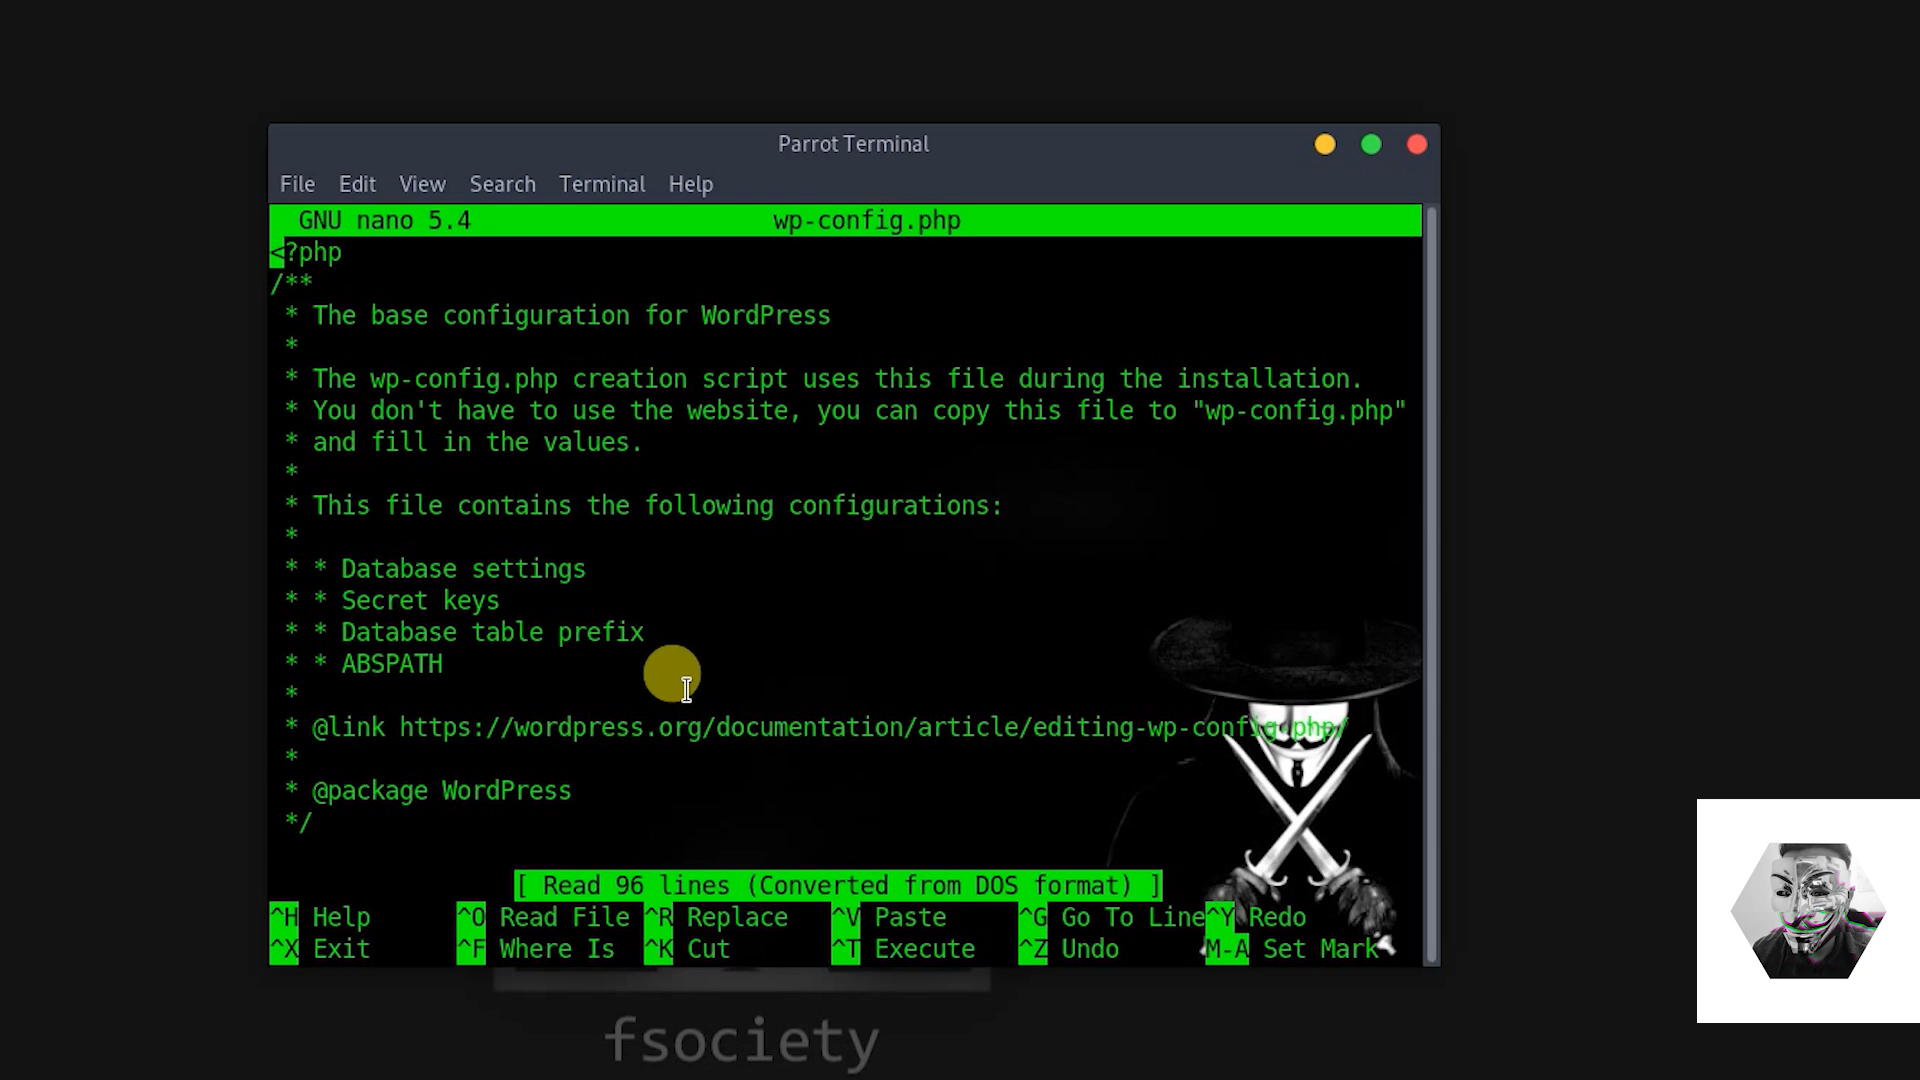 Parrot Terminal
File Edit View Search Terminal Help
GNU nano 5.4 wp-config.php
<?php
/**
 * The base configuration for WordPress
 *
 * The wp-config.php creation script uses this file during the installation.
 * You don't have to use the website, you can copy this file to "wp-config.php"
 * and fill in the values.
 *
 * This file contains the following configurations:
 *
 * * Database settings
 * * Secret keys
 * * Database table prefix
 * * ABSPATH
 *
 * @link https://wordpress.org/documentation/article/editing-wp-config-php/
 *
 * @package WordPress
 */
[ Read 96 lines (Converted from DOS format) ]
^H Help ^O Read File ^R Replace ^V Paste ^G Go To Line ^Y Redo
^X Exit ^F Where Is ^K Cut ^T Execute ^Z Undo M-A Set Mark
fsociety